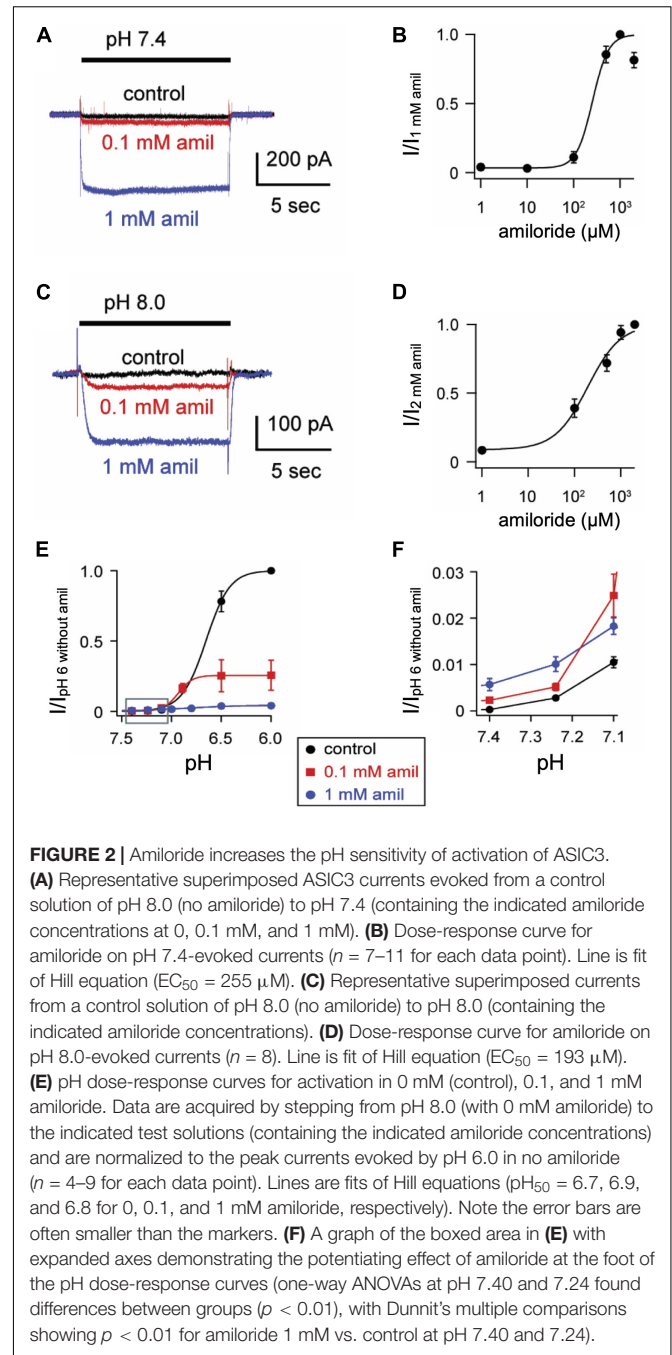 A
pH 7.4
control
0.1 mM amil
1 mM amil
200 pA
5 sec
B
I/I1 mM amil
1.0
0.5
0
1 10 10² 10³
amiloride (µM)
C
pH 8.0
control
0.1 mM amil
1 mM amil
100 pA
5 sec
D
I/I2 mM amil
1.0
0.5
0
1 10 10² 10³
amiloride (µM)
E
I/IpH 6 without amil
1.0
0.5
0
7.5 7.0 6.5 6.0
pH
F
I/IpH 6 without amil
0.03
0.02
0.01
0
7.4 7.3 7.2 7.1
pH
control
0.1 mM amil
1 mM amil
FIGURE 2 | Amiloride increases the pH sensitivity of activation of ASIC3.
(A) Representative superimposed ASIC3 currents evoked from a control
solution of pH 8.0 (no amiloride) to pH 7.4 (containing the indicated amiloride
concentrations at 0, 0.1 mM, and 1 mM). (B) Dose-response curve for
amiloride on pH 7.4-evoked currents (n = 7–11 for each data point). Line is fit
of Hill equation (EC50 = 255 µM). (C) Representative superimposed currents
from a control solution of pH 8.0 (no amiloride) to pH 8.0 (containing the
indicated amiloride concentrations). (D) Dose-response curve for amiloride on
pH 8.0-evoked currents (n = 8). Line is fit of Hill equation (EC50 = 193 µM).
(E) pH dose-response curves for activation in 0 mM (control), 0.1, and 1 mM
amiloride. Data are acquired by stepping from pH 8.0 (with 0 mM amiloride) to
the indicated test solutions (containing the indicated amiloride concentrations)
and are normalized to the peak currents evoked by pH 6.0 in no amiloride
(n = 4–9 for each data point). Lines are fits of Hill equations (pH50 = 6.7, 6.9,
and 6.8 for 0, 0.1, and 1 mM amiloride, respectively). Note the error bars are
often smaller than the markers. (F) A graph of the boxed area in (E) with
expanded axes demonstrating the potentiating effect of amiloride at the foot of
the pH dose-response curves (one-way ANOVAs at pH 7.40 and 7.24 found
differences between groups (p < 0.01), with Dunnit's multiple comparisons
showing p < 0.01 for amiloride 1 mM vs. control at pH 7.40 and 7.24).